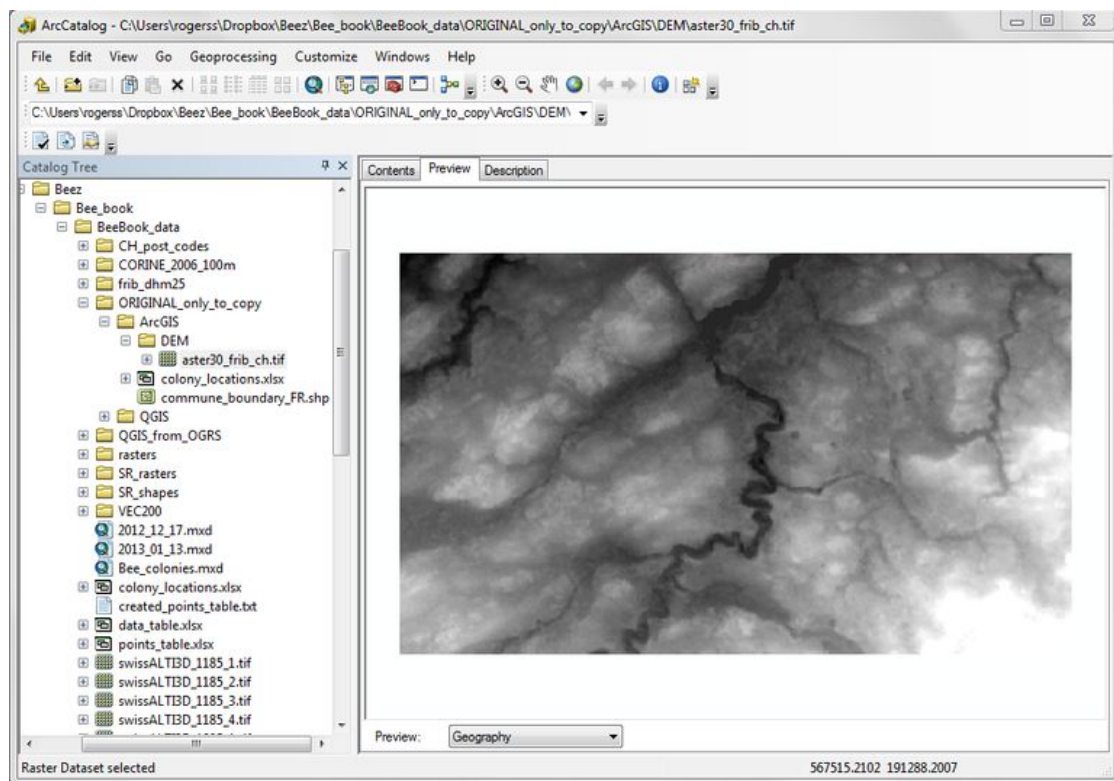 ArcCatalog - C:\Users\rogerss\Dropbox\Beez\Bee_book\BeeBook_data\ORIGINAL_only_to_copy\ArcGIS\DEM\aster30_frib_ch.tif
File Edit View Go Geoprocessing Customize Windows Help
C:\Users\rogerss\Dropbox\Beez\Bee_book\BeeBook_data\ORIGINAL_only_to_copy\ArcGIS\DEM\
Catalog Tree
Contents Preview Description
Beez
Bee_book
BeeBook_data
CH_post_codes
CORINE_2006_100m
frib_dhm25
ORIGINAL_only_to_copy
ArcGIS
DEM
aster30_frib_ch.tif
colony_locations.xlsx
commune_boundary_FR.shp
QGIS
QGIS_from_OGRS
rasters
SR_rasters
SR_shapes
VEC200
2012_12_17.mxd
2013_01_13.mxd
Bee_colonies.mxd
colony_locations.xlsx
created_points_table.txt
data_table.xlsx
points_table.xlsx
swissALTI3D_1185_1.tif
swissALTI3D_1185_2.tif
swissALTI3D_1185_3.tif
swissALTI3D_1185_4.tif
Preview: Geography
Raster Dataset selected
567515.2102 191288.2007